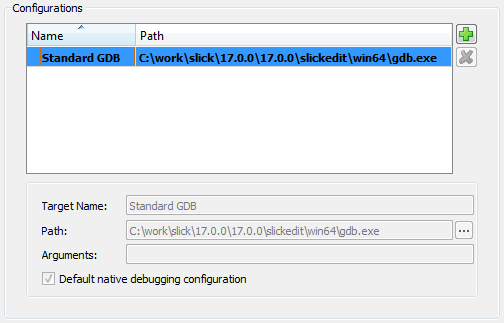 Configurations
Name Path
Standard GDB C:\work\slick\17.0.0\17.0.0\slickedit\win64\gdb.exe
Target Name: Standard GDB
Path: C:\work\slick\17.0.0\17.0.0\slickedit\win64\gdb.exe ...
Arguments:
Default native debugging configuration